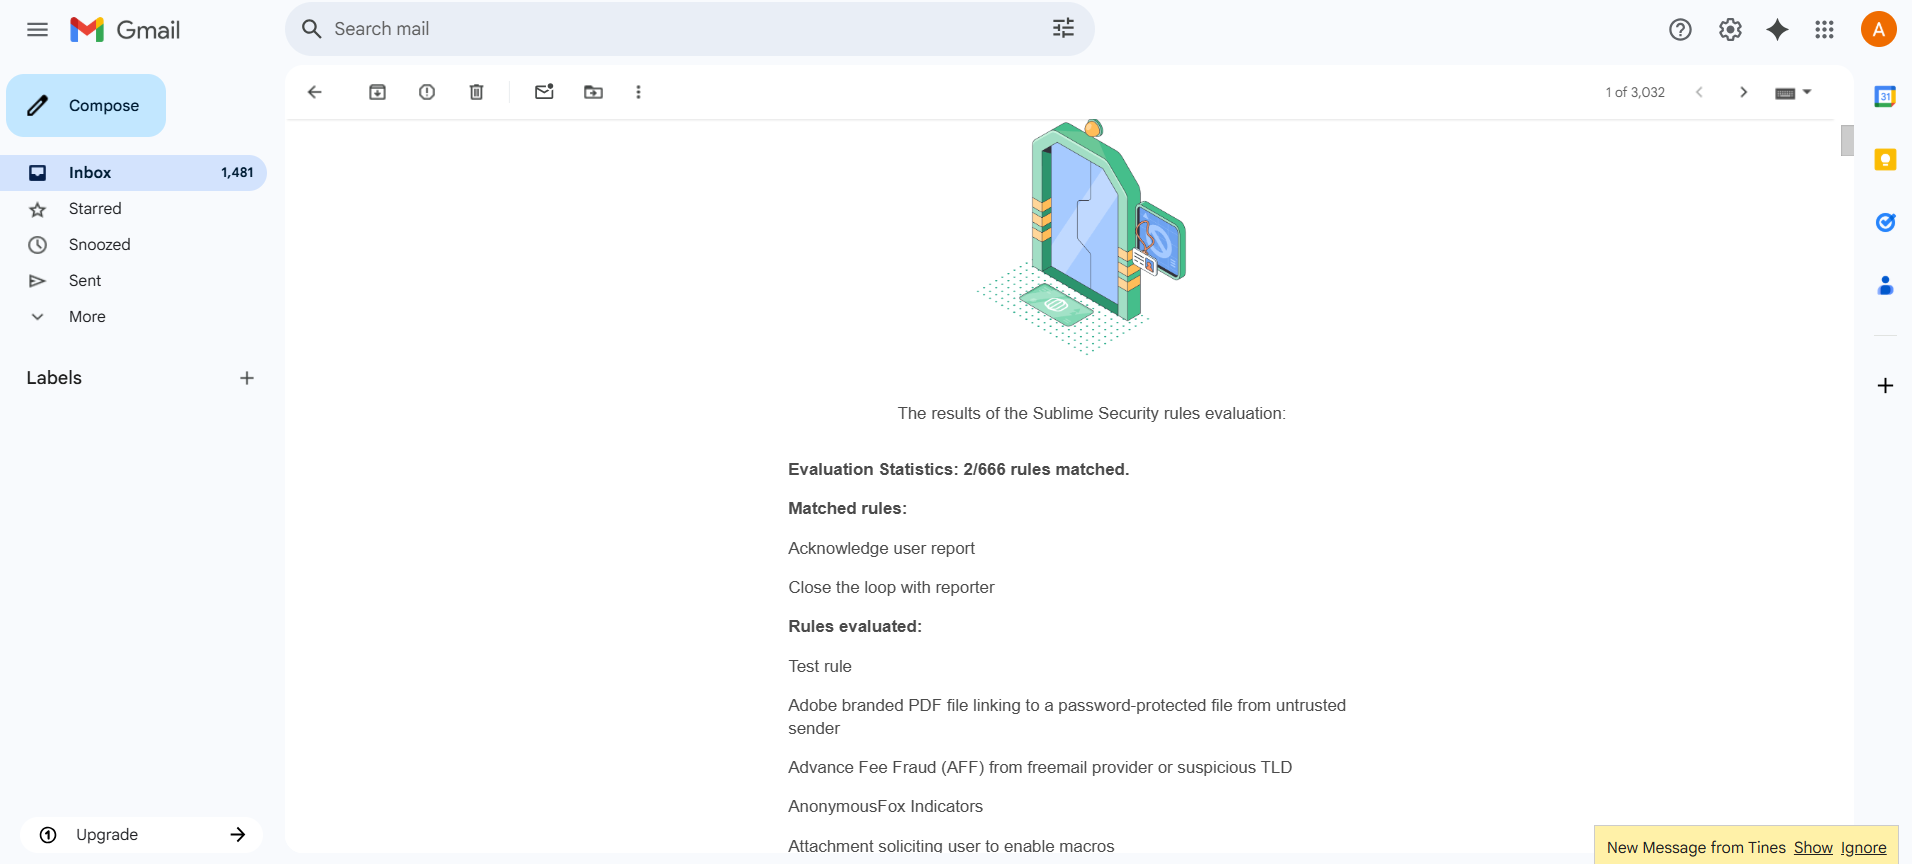 Gmail
Search mail
A
Compose
1 of 3,032
31
Inbox 1,481
Starred
Snoozed
Sent
More
Labels
The results of the Sublime Security rules evaluation:
Evaluation Statistics: 2/666 rules matched.
Matched rules:
Acknowledge user report
Close the loop with reporter
Rules evaluated:
Test rule
Adobe branded PDF file linking to a password-protected file from untrusted
sender
Advance Fee Fraud (AFF) from freemail provider or suspicious TLD
AnonymousFox Indicators
Attachment soliciting user to enable macros
Upgrade
New Message from Tines Show Ignore